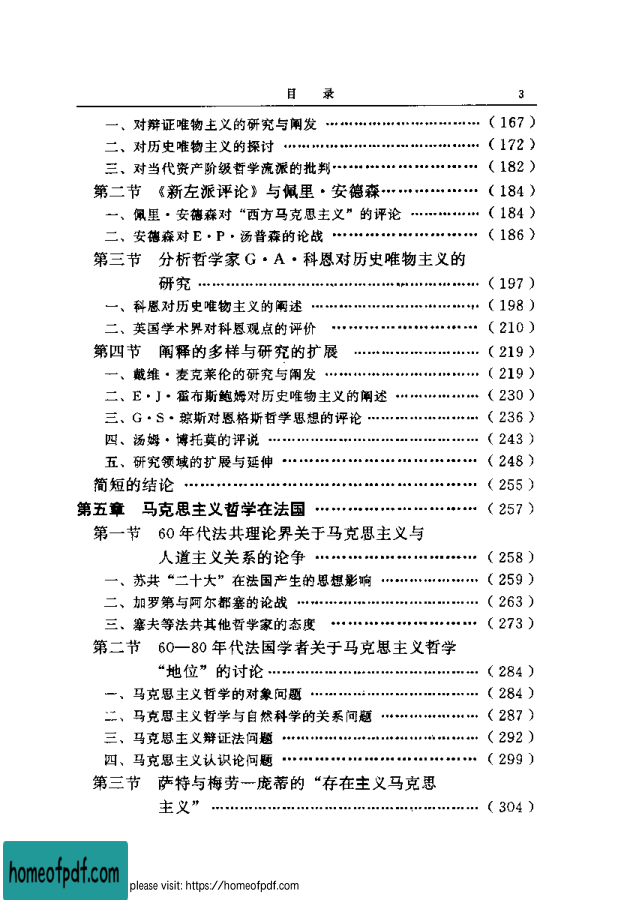 目 录 3
一、对辩证唯物主义的研究与阐发 ……………………………（167）
二、对历史唯物主义的探讨 ……………………………………（172）
三、对当代资产阶级哲学流派的批判……………………………（182）
第二节 《新左派评论》与佩里·安德森………………（184）
一、佩里·安德森对“西方马克思主义”的评论 ……………（184）
二、安德森对E·P·汤普森的论战 ……………………………（186）
第三节 分析哲学家G·A·科恩对历史唯物主义的
研究 ………………………………………………………（197）
一、科恩对历史唯物主义的阐述 ………………………………（198）
二、英国学术界对科恩观点的评价 ……………………………（210）
第四节 阐释的多样与研究的扩展 ……………………（219）
一、戴维·麦克莱伦的研究与阐发 ……………………………（219）
二、E·J·霍布斯鲍姆对历史唯物主义的阐述 ………………（230）
三、G·S·琼斯对恩格斯哲学思想的评论 ……………………（236）
四、汤姆·博托莫的评说 ………………………………………（243）
五、研究领域的扩展与延伸 ……………………………………（248）
简短的结论 ………………………………………………………（255）
第五章 马克思主义哲学在法国 …………………………（257）
第一节 60年代法共理论界关于马克思主义与
人道主义关系的论争 ……………………………（258）
一、苏共“二十大”在法国产生的思想影响 …………………（259）
二、加罗第与阿尔都塞的论战 …………………………………（263）
三、塞夫等法共其他哲学家的态度 ……………………………（273）
第二节 60—80年代法国学者关于马克思主义哲学
“地位”的讨论 ………………………………………（284）
一、马克思主义哲学的对象问题 ………………………………（284）
二、马克思主义哲学与自然科学的关系问题 …………………（287）
三、马克思主义辩证法问题 ……………………………………（292）
四、马克思主义认识论问题 ……………………………………（299）
第三节 萨特与梅劳—庞蒂的“存在主义马克思
主义” ……………………………………………………（304）
homeofpdf.com
please visit: https://homeofpdf.com